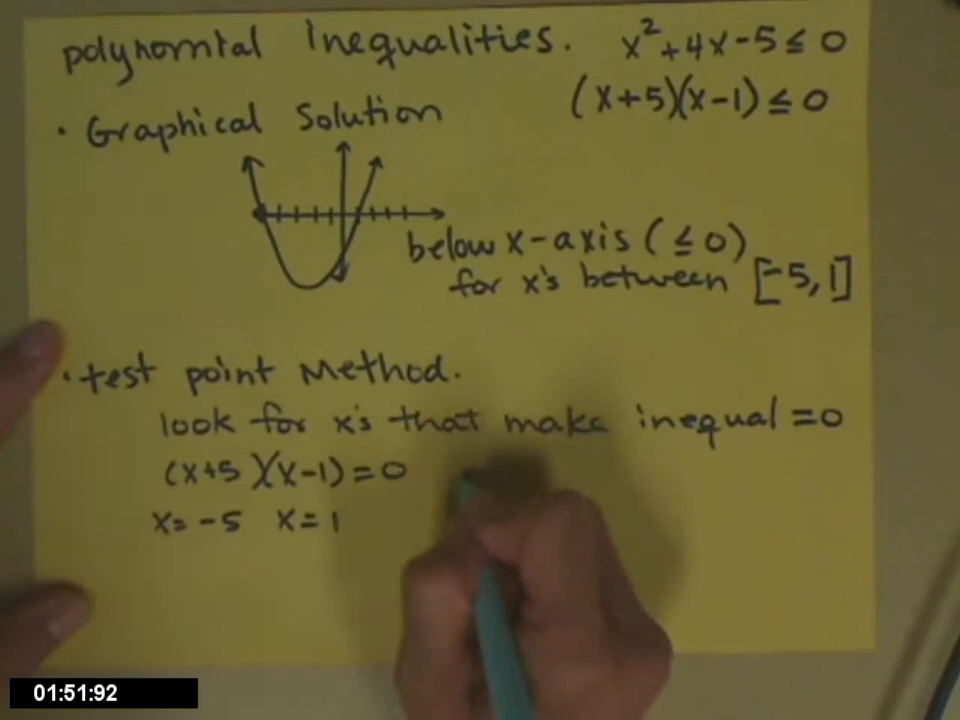 polynomial Inequalities. x² + 4x - 5 ≤ 0
(x+5)(x-1) ≤ 0
• Graphical Solution
below x-axis (≤ 0)
for x's between [-5, 1]
• test point Method.
look for x's that make inequal = 0
(x+5)(x-1) = 0
x = -5 x = 1
01:51:92